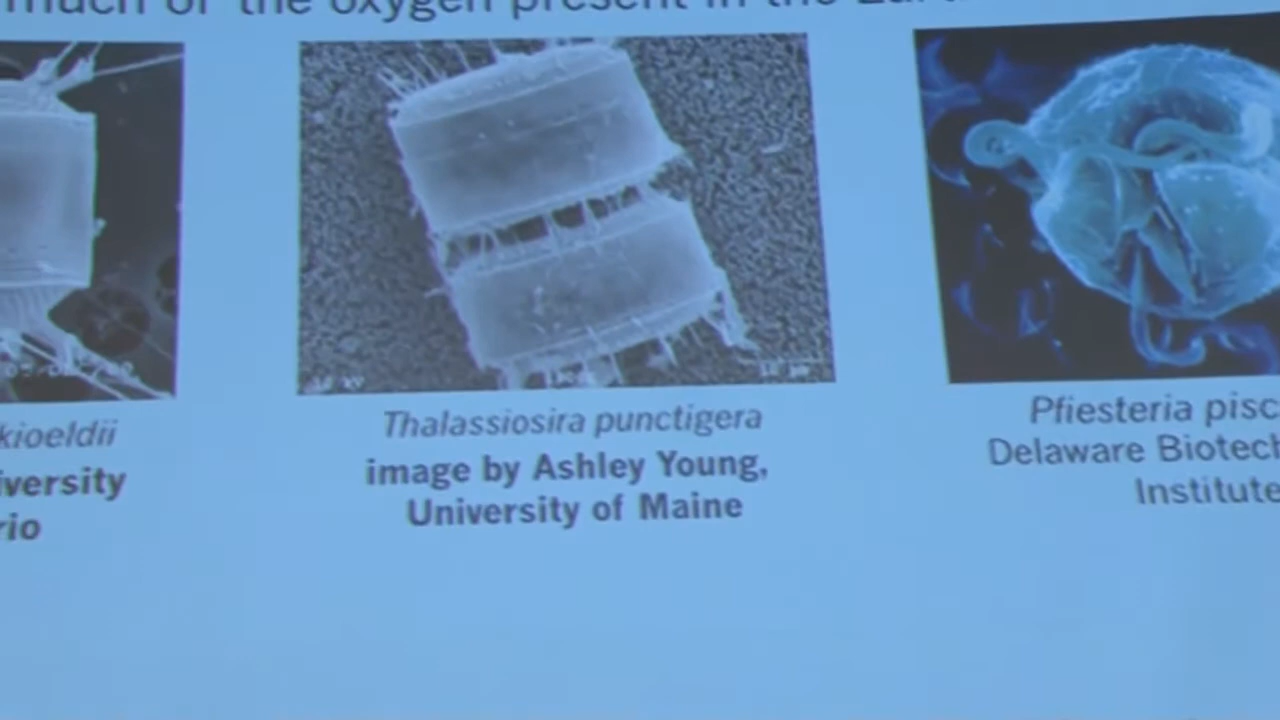 much of the oxygen present in the
kioeldii
iversity
rio
Thalassiosira punctigera
image by Ashley Young,
University of Maine
Pfiesteria pisc
Delaware Biotech
Institute